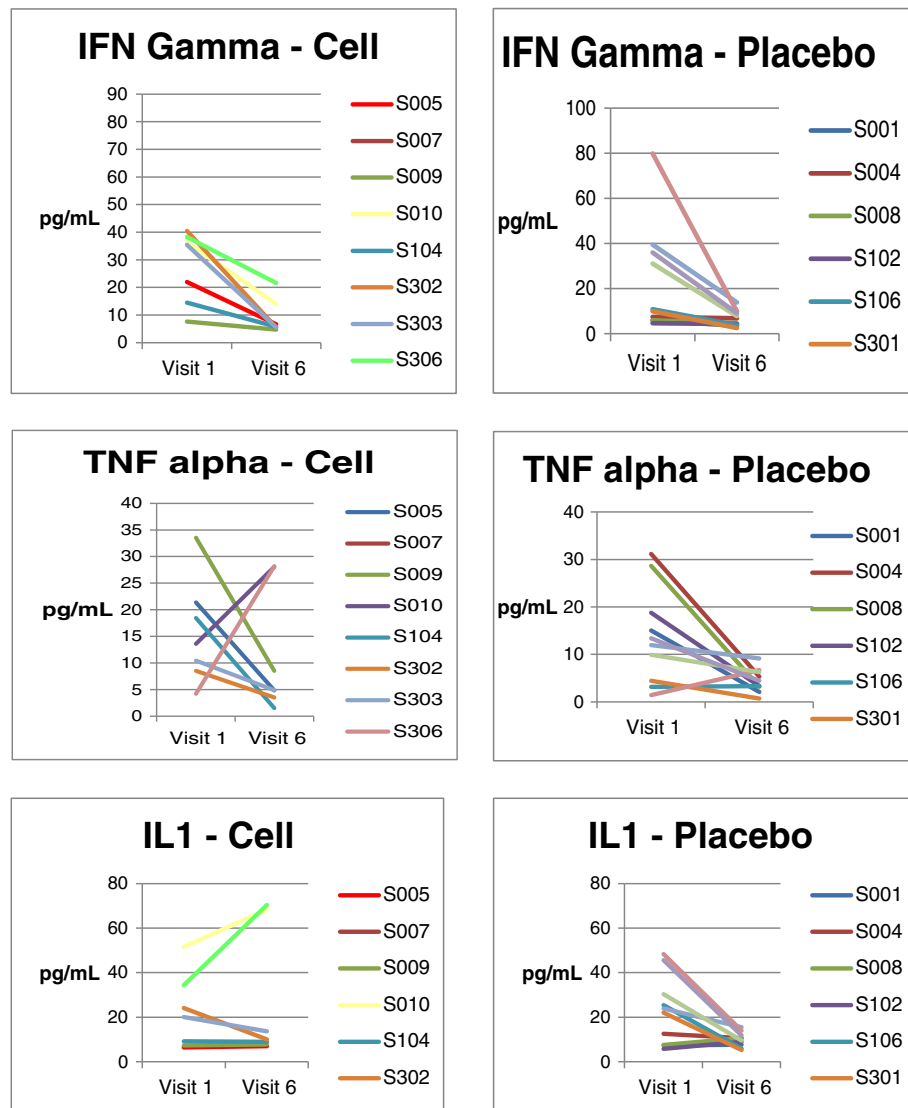 IFN Gamma - Cell
90
80
70
60
50
40
30
20
10
0
pg/mL
Visit 1 Visit 6
S005
S007
S009
S010
S104
S302
S303
S306
IFN Gamma - Placebo
100
80
60
40
20
0
pg/mL
Visit 1 Visit 6
S001
S004
S008
S102
S106
S301
TNF alpha - Cell
40
35
30
25
20
15
10
5
0
pg/mL
Visit 1 Visit 6
S005
S007
S009
S010
S104
S302
S303
S306
TNF alpha - Placebo
40
30
20
10
0
pg/mL
Visit 1 Visit 6
S001
S004
S008
S102
S106
S301
IL1 - Cell
80
60
40
20
0
pg/mL
Visit 1 Visit 6
S005
S007
S009
S010
S104
S302
IL1 - Placebo
80
60
40
20
0
pg/mL
Visit 1 Visit 6
S001
S004
S008
S102
S106
S301